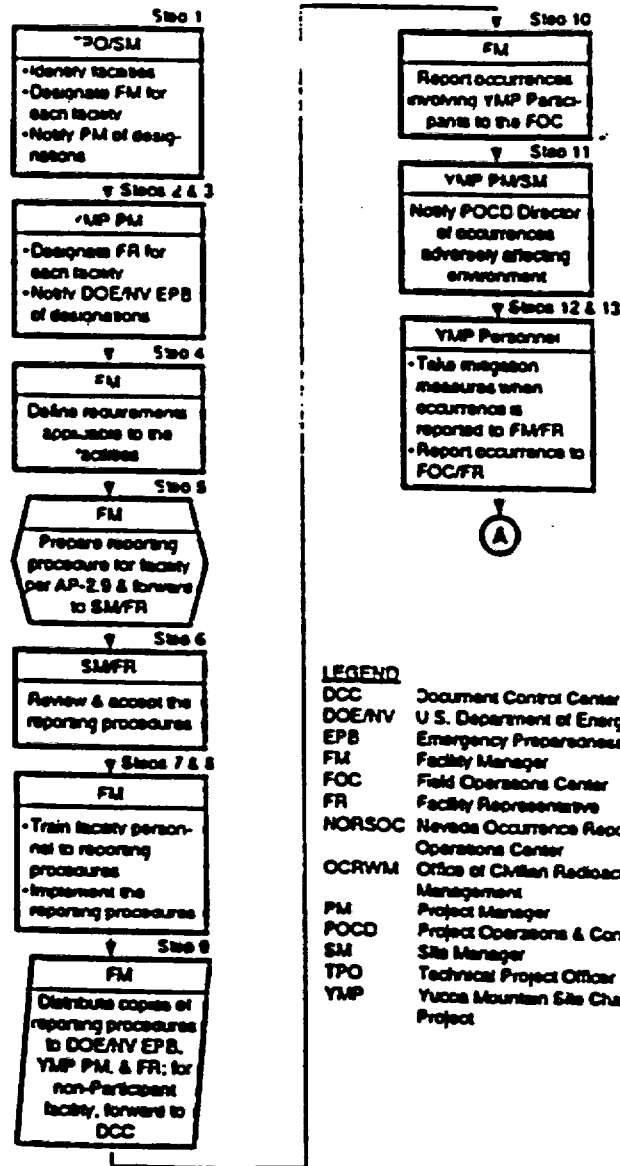 Step 1
TPO/SM
•Identify facilities
•Designate FM for
each facility
•Notify PM of desig-
nations
Steps 2 & 3
YMP PM
•Designate FR for
each facility
•Notify DOE/NV EPB
of designations
Step 4
FM
Define requirements
applicable to the
facilities
Step 5
FM
Prepare reporting
procedure for facility
per AP-2.9 & forward
to SM/FR
Step 6
SM/FR
Review & accept the
reporting procedures
Steps 7 & 8
FM
•Train facility person-
nel to reporting
procedures
•Implement the
reporting procedures
Step 9
FM
Distribute copies of
reporting procedures
to DOE/NV EPB,
YMP PM, & FR; for
non-Participant
facility, forward to
DCC
Step 10
FM
Report occurrences
involving YMP Partici-
pants to the FOC
Step 11
YMP PM/SM
Notify POCD Director
of occurrences
adversely affecting
environment
Steps 12 & 13
YMP Personnel
•Take mitigation
measures when
occurrence is
reported to FM/FR
•Report occurrence to
FOC/FR
A
LEGEND
DCC Document Control Center
DOE/NV U.S. Department of Energ
EPB Emergency Preparedness
FM Facility Manager
FOC Field Operations Center
FR Facility Representative
NORSOC Nevada Occurrence Repo
Operations Center
OCRWM Office of Civilian Radioac
Management
PM Project Manager
POCD Project Operations & Con
SM Site Manager
TPO Technical Project Officer
YMP Yucca Mountain Site Cha
Project